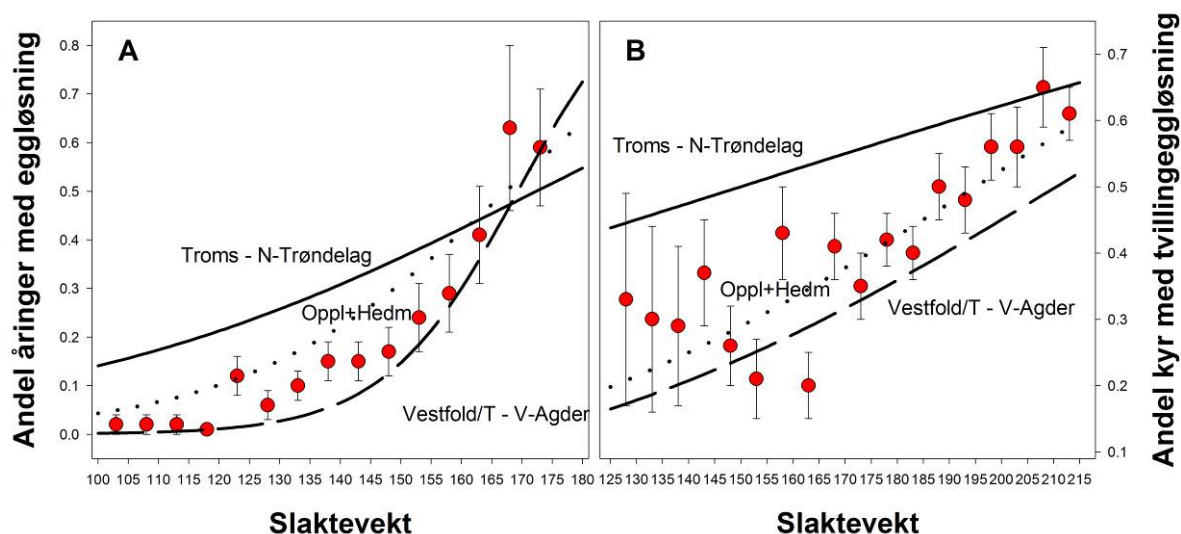 Andel åringer med eggløsning
0.8
0.7
0.6
0.5
0.4
0.3
0.2
0.1
0.0
A
Troms - N-Trøndelag
Oppl+Hedm
Vestfold/T - V-Agder
100 105 110 115 120 125 130 135 140 145 150 155 160 165 170 175 180
Slaktevekt
B
Troms - N-Trøndelag
Oppl+Hedm
Vestfold/T - V-Agder
125 130 135 140 145 150 155 160 165 170 175 180 185 190 195 200 205 210 215
Slaktevekt
0.7
0.6
0.5
0.4
0.3
0.2
0.1
Andel kyr med tvillingeggløsning